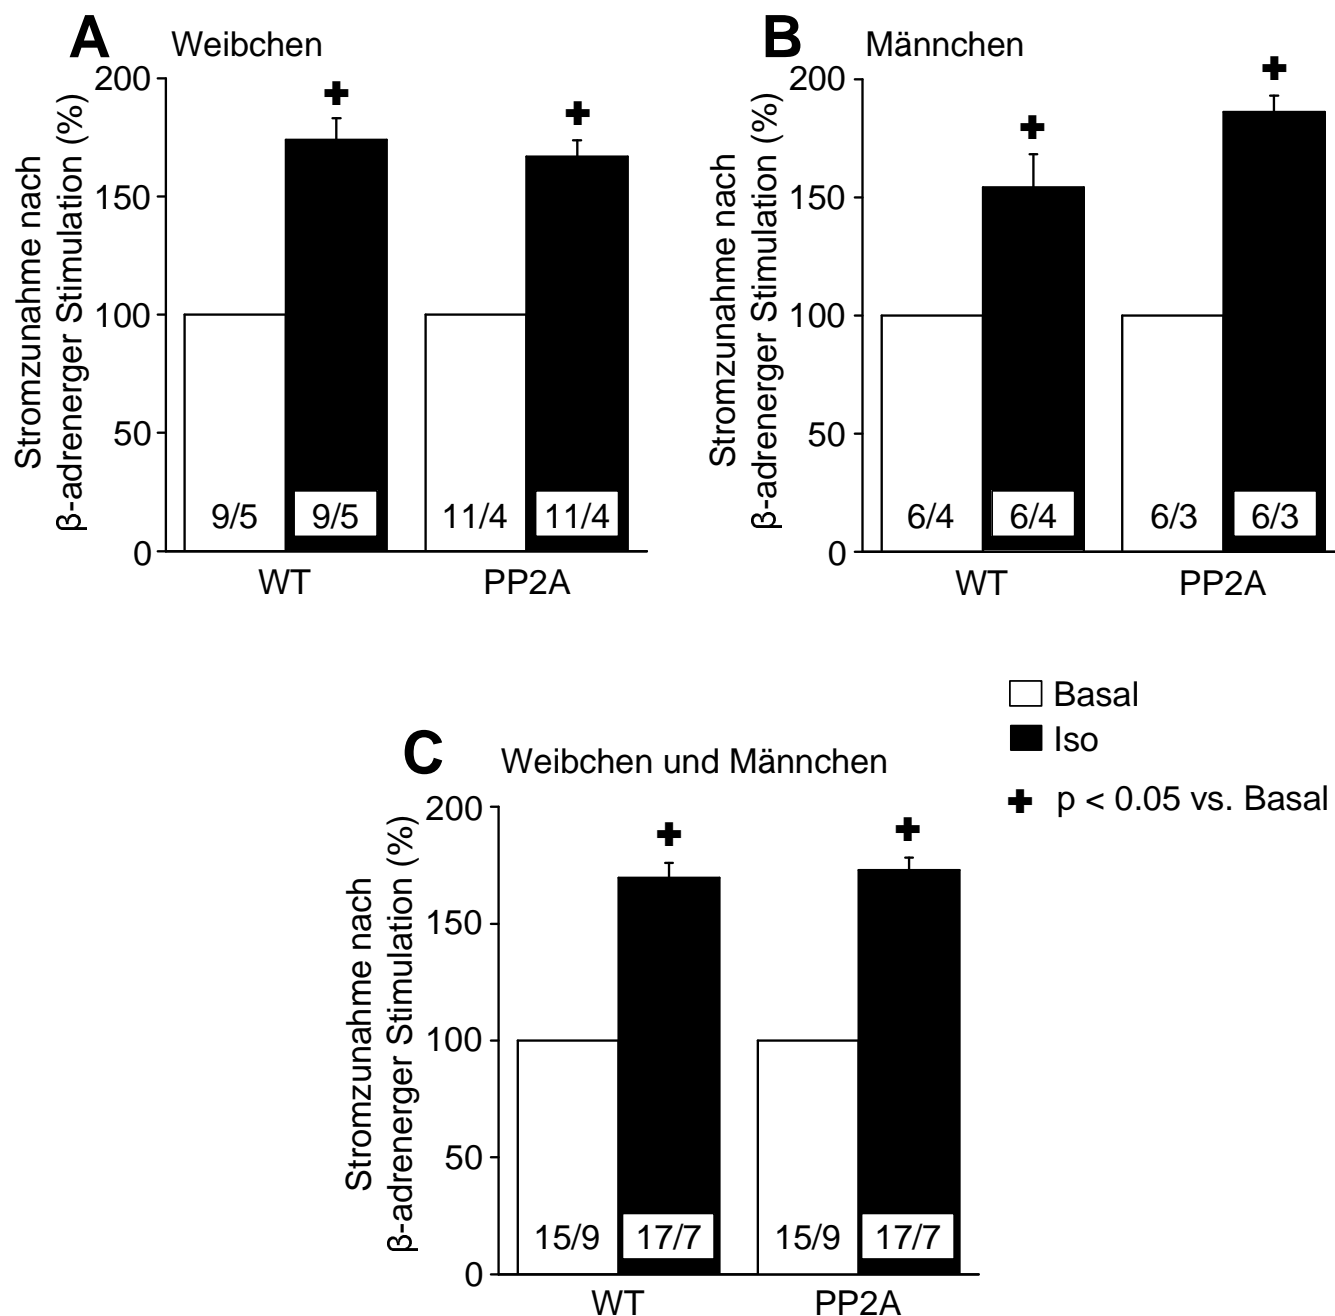 A Weibchen
Stromzunahme nach
β-adrenerger Stimulation (%)
200
150
100
50
0
9/5 9/5 11/4 11/4
WT PP2A
B Männchen
Stromzunahme nach
β-adrenerger Stimulation (%)
200
150
100
50
0
6/4 6/4 6/3 6/3
WT PP2A
Basal
Iso
p < 0.05 vs. Basal
C Weibchen und Männchen
Stromzunahme nach
β-adrenerger Stimulation (%)
200
150
100
50
0
15/9 17/7 15/9 17/7
WT PP2A